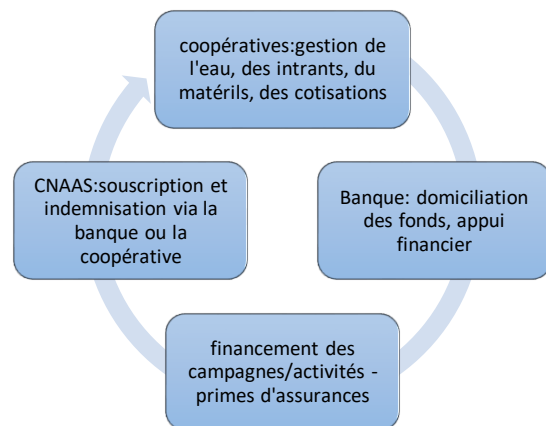 coopératives:gestion de
l'eau, des intrants, du
matérils, des cotisations
Banque: domiciliation
des fonds, appui
financier
financement des
campagnes/activités -
primes d'assurances
CNAAS:souscription et
indemnisation via la
banque ou la
coopérative